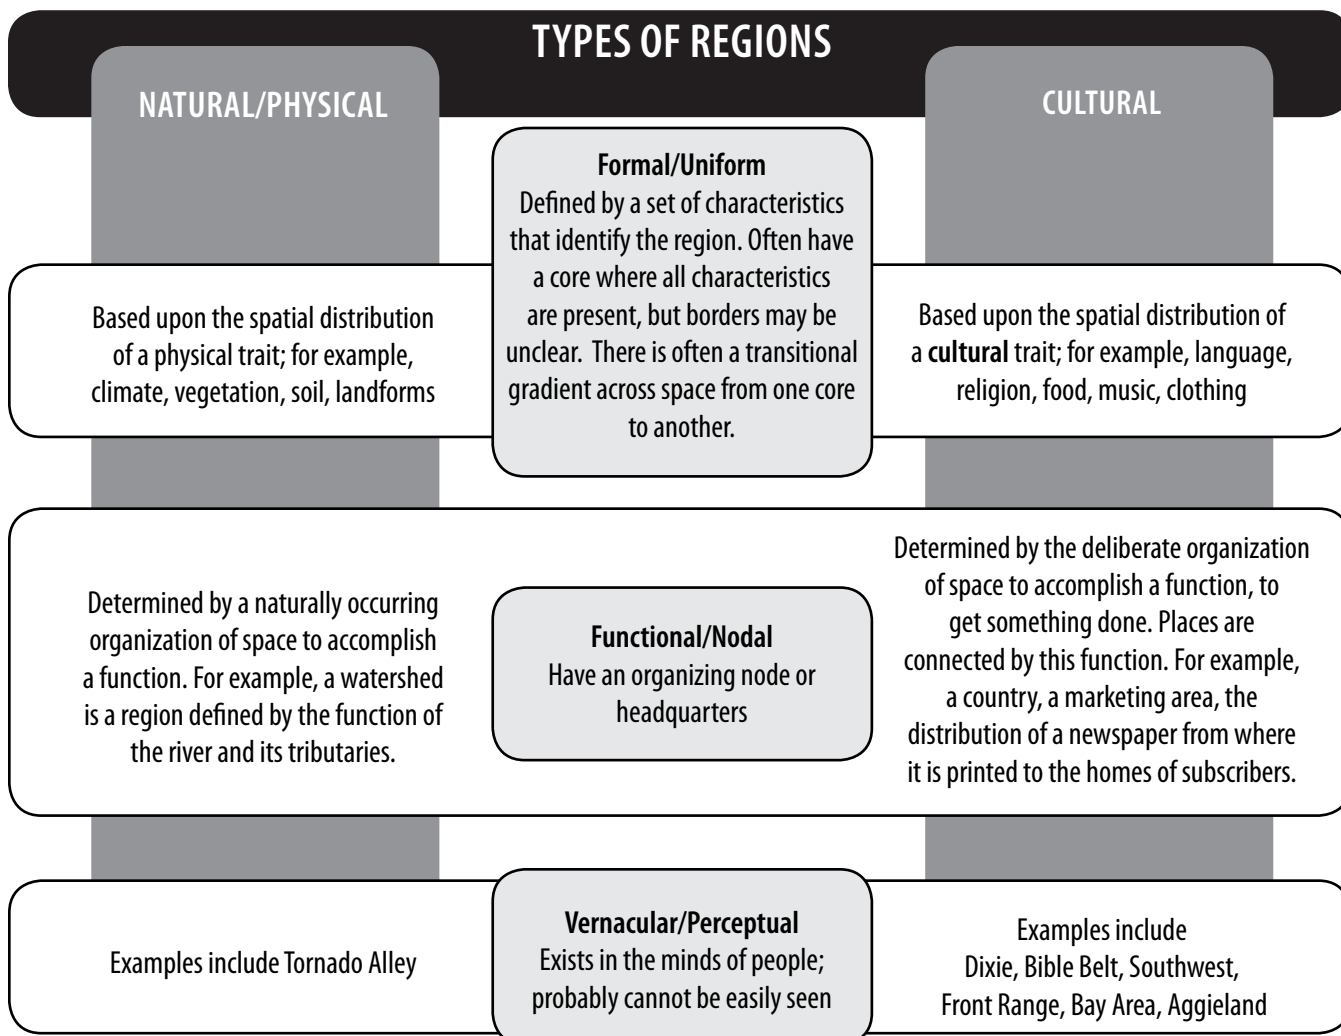 TYPES OF REGIONS
NATURAL/PHYSICAL
CULTURAL
Formal/Uniform
Defined by a set of characteristics
that identify the region. Often have
a core where all characteristics
are present, but borders may be
unclear. There is often a transitional
gradient across space from one core
to another.
Based upon the spatial distribution
of a physical trait; for example,
climate, vegetation, soil, landforms
Based upon the spatial distribution of
a cultural trait; for example, language,
religion, food, music, clothing
Determined by a naturally occurring
organization of space to accomplish
a function. For example, a watershed
is a region defined by the function of
the river and its tributaries.
Functional/Nodal
Have an organizing node or
headquarters
Determined by the deliberate organization
of space to accomplish a function, to
get something done. Places are
connected by this function. For example,
a country, a marketing area, the
distribution of a newspaper from where
it is printed to the homes of subscribers.
Examples include Tornado Alley
Vernacular/Perceptual
Exists in the minds of people;
probably cannot be easily seen
Examples include
Dixie, Bible Belt, Southwest,
Front Range, Bay Area, Aggieland